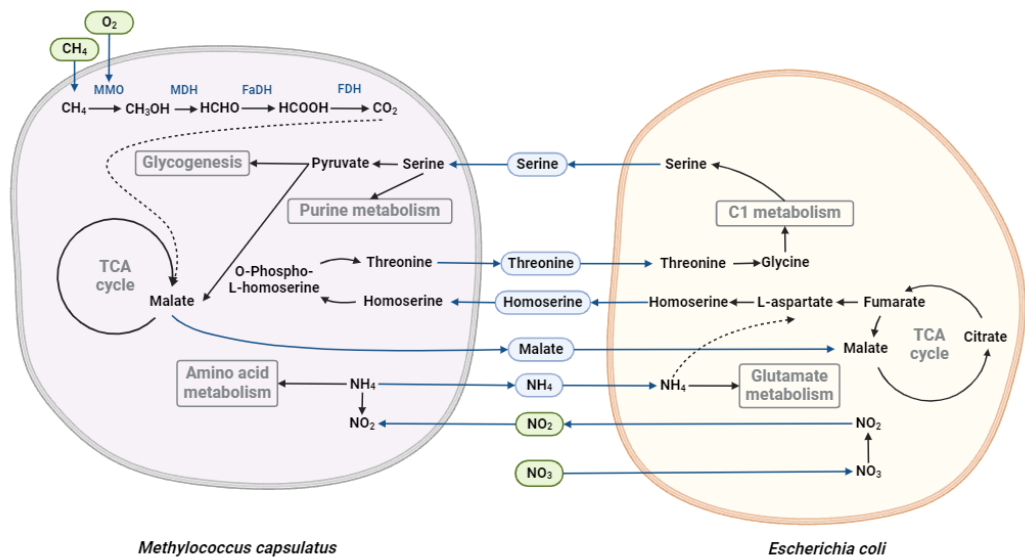 O₂
CH₄
MMO MDH FaDH FDH
CH₄ CH₃OH HCHO HCOOH CO₂
Glycogenesis Pyruvate Serine Serine Serine
Purine metabolism C1 metabolism
TCA
cycle
O-Phospho-
L-homoserine
Threonine Threonine Threonine Glycine
Malate Homoserine Homoserine Homoserine L-aspartate Fumarate
Malate Malate
TCA
cycle
Citrate
Amino acid
metabolism
NH₄ NH₄ NH₄
Glutamate
metabolism
NO₂ NO₂ NO₂
NO₃ NO₃
Methylococcus capsulatus Escherichia coli